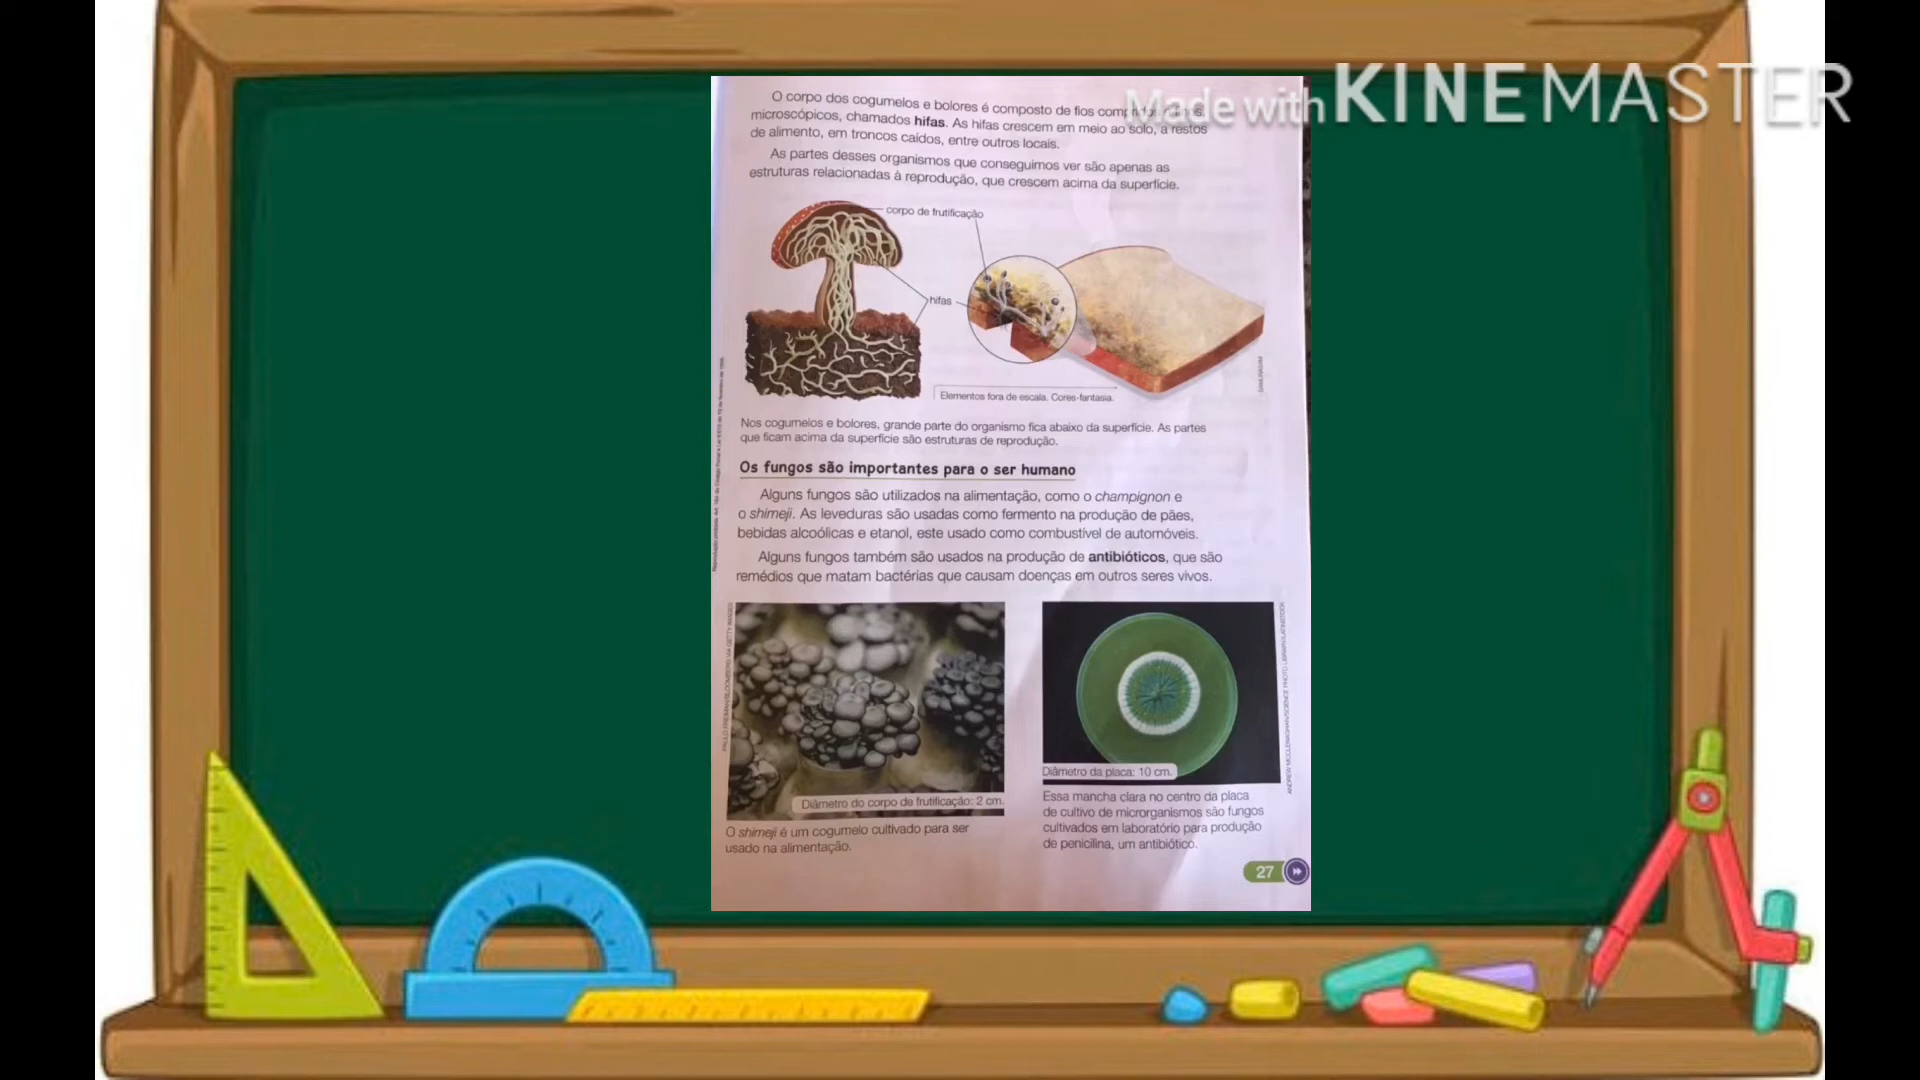 Made with KINEMASTER
O corpo dos cogumelos e bolores é composto de fios
microscópicos, chamados hifas. As hifas crescem em meio ao solo, a restos
de alimento, em troncos caídos, entre outros locais.
As partes desses organismos que conseguimos ver são apenas as
estruturas relacionadas à reprodução, que crescem acima da superfície.
corpo de frutificação
hifas
Elementos fora de escala. Cores-fantasia.
Nos cogumelos e bolores, grande parte do organismo fica abaixo da superfície. As partes
que ficam acima da superfície são estruturas de reprodução.
Os fungos são importantes para o ser humano
Alguns fungos são utilizados na alimentação, como o champignon e
o shimeji. As leveduras são usadas como fermento na produção de pães,
bebidas alcoólicas e etanol, este usado como combustível de automóveis.
Alguns fungos também são usados na produção de antibióticos, que são
remédios que matam bactérias que causam doenças em outros seres vivos.
Diâmetro do corpo de frutificação: 2 cm.
O shimeji é um cogumelo cultivado para ser
usado na alimentação.
Diâmetro da placa: 10 cm.
Essa mancha clara no centro da placa
de cultivo de microrganismos são fungos
cultivados em laboratório para produção
de penicilina, um antibiótico.
27